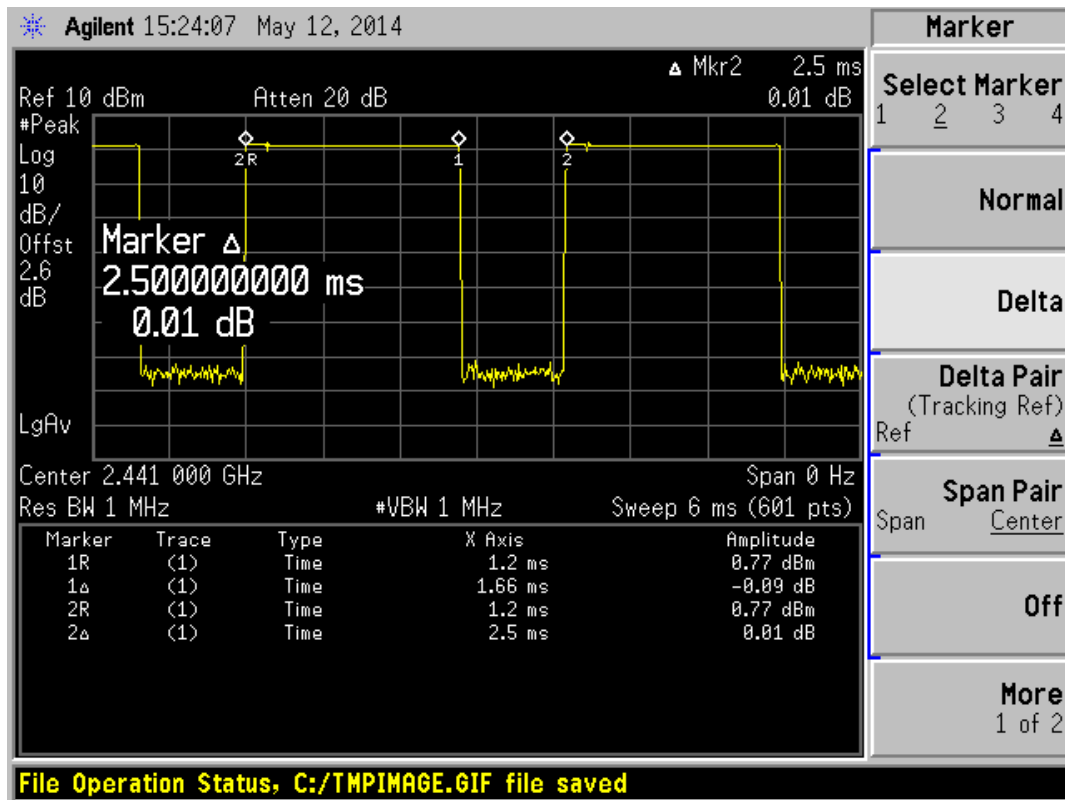 Agilent 15:24:07 May 12, 2014
Marker
Δ Mkr2 2.5 ms
Ref 10 dBm Atten 20 dB 0.01 dB
#Peak
Log
10
dB/
Offst
2.6
dB
LgAv
2R 1 2
Marker Δ
2.500000000 ms
0.01 dB
Center 2.441 000 GHz Span 0 Hz
Res BW 1 MHz #VBW 1 MHz Sweep 6 ms (601 pts)
Marker Trace Type X Axis Amplitude
1R (1) Time 1.2 ms 0.77 dBm
1Δ (1) Time 1.66 ms -0.09 dB
2R (1) Time 1.2 ms 0.77 dBm
2Δ (1) Time 2.5 ms 0.01 dB
Select Marker
1 2 3 4
Normal
Delta
Delta Pair
(Tracking Ref)
Ref Δ
Span Pair
Span Center
Off
More
1 of 2
File Operation Status, C:/TMPIMAGE.GIF file saved